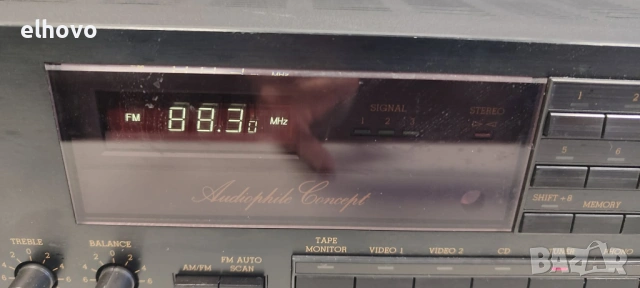 elhovo
FM 88.30 MHz
SIGNAL
1 2 3
STEREO
Audiophile Concept
1 2
5 6
SHIFT + 8
MEMORY
TREBLE
BALANCE
FM AUTO
SCAN
AM/FM
TAPE
MONITOR
VIDEO 1
VIDEO 2
CD
MONO
BAZAR